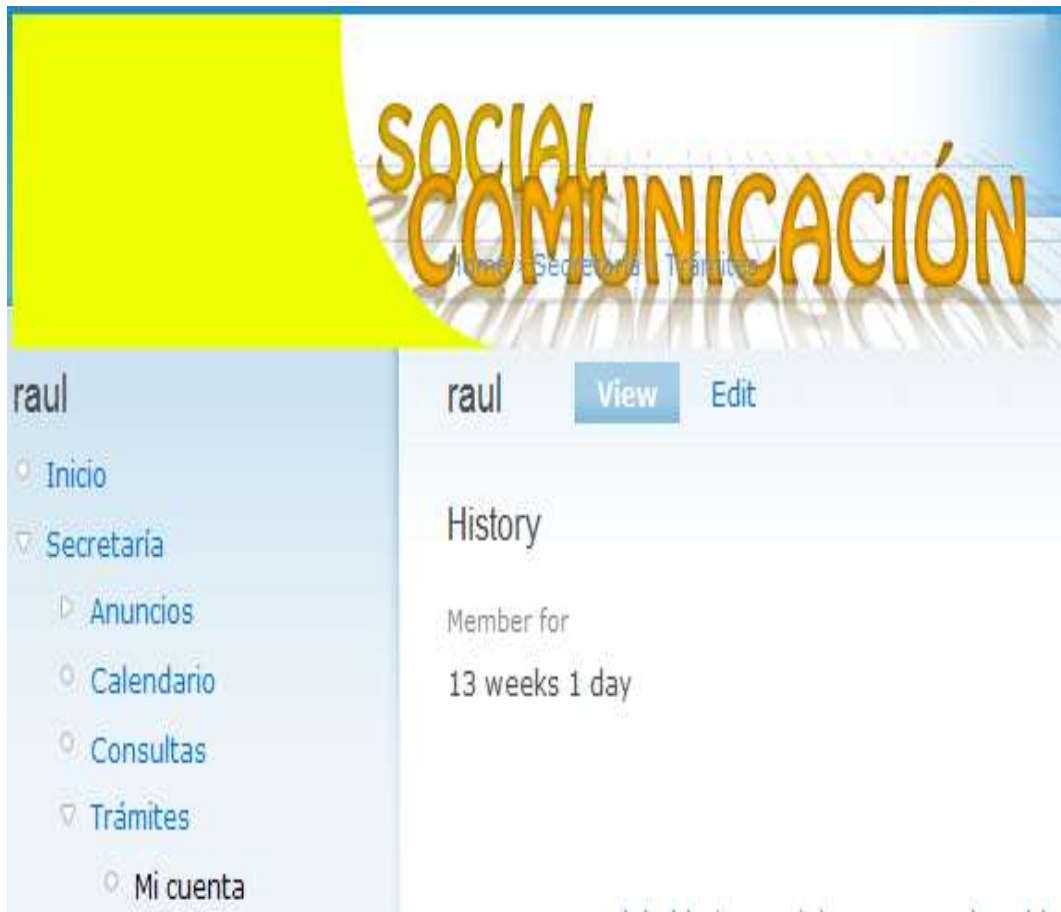 SOCIAL
COMUNICACIÓN
Home › Secretaría › Trámites
raul
Inicio
Secretaría
Anuncios
Calendario
Consultas
Trámites
Mi cuenta
raul View Edit
History
Member for
13 weeks 1 day